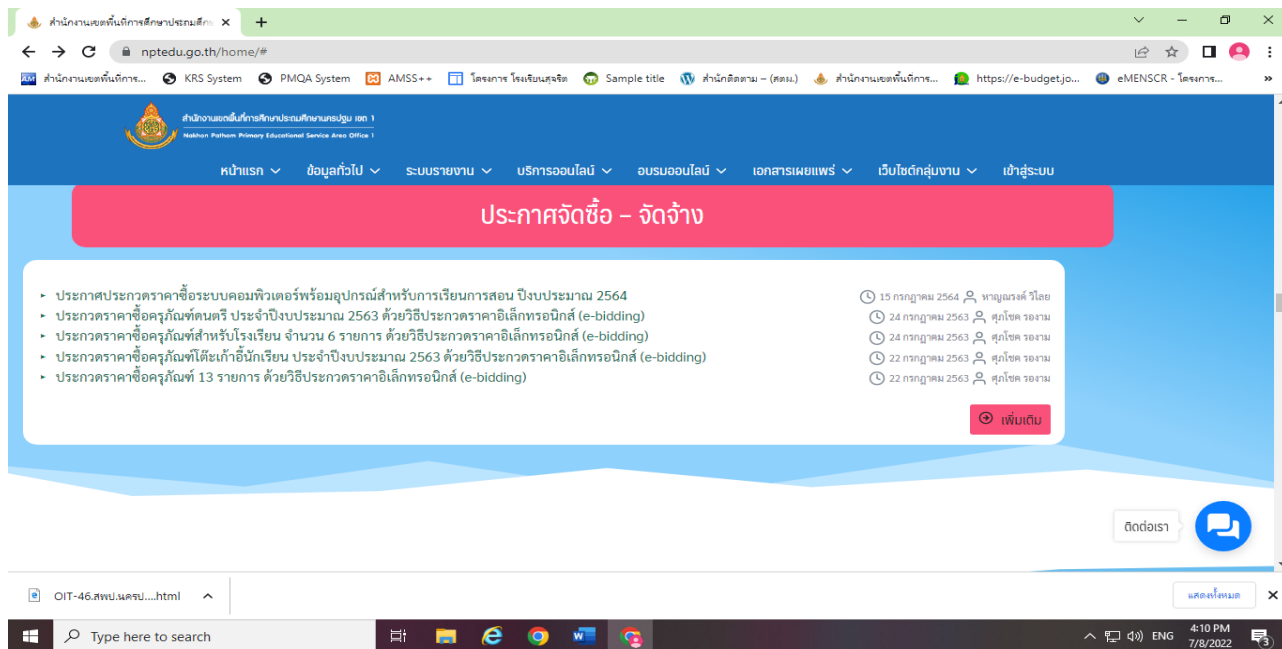 สำนักงานเขตพื้นที่การศึกษาประถมศึก
nptedu.go.th/home/#
สำนักงานเขตพื้นที่การ... KRS System PMQA System AMSS++ โครงการ โรงเรียนสุจริต Sample title สำนักติดตาม – (สตผ.) สำนักงานเขตพื้นที่การ... https://e-budget.jo... eMENSCR - โครงการ... »
สำนักงานเขตพื้นที่การศึกษาประถมศึกษานครปฐม เขต 1
Nakhon Pathom Primary Educational Service Area Office 1
หน้าแรก ข้อมูลทั่วไป ระบบรายงาน บริการออนไลน์ อบรมออนไลน์ เอกสารเผยแพร่ เว็บไซต์กลุ่มงาน เข้าสู่ระบบ
ประกาศจัดซื้อ – จัดจ้าง
ประกาศประกวดราคาซื้อระบบคอมพิวเตอร์พร้อมอุปกรณ์สำหรับการเรียนการสอน ปีงบประมาณ 2564 15 กรกฎาคม 2564 หาญณรงค์ วิไลย
ประกวดราคาซื้อครุภัณฑ์ดนตรี ประจำปีงบประมาณ 2563 ด้วยวิธีประกวดราคาอิเล็กทรอนิกส์ (e-bidding) 24 กรกฎาคม 2563 ศุภโชค รองาม
ประกวดราคาซื้อครุภัณฑ์สำหรับโรงเรียน จำนวน 6 รายการ ด้วยวิธีประกวดราคาอิเล็กทรอนิกส์ (e-bidding) 24 กรกฎาคม 2563 ศุภโชค รองาม
ประกวดราคาซื้อครุภัณฑ์โต๊ะเก้าอี้นักเรียน ประจำปีงบประมาณ 2563 ด้วยวิธีประกวดราคาอิเล็กทรอนิกส์ (e-bidding) 22 กรกฎาคม 2563 ศุภโชค รองาม
ประกวดราคาซื้อครุภัณฑ์ 13 รายการ ด้วยวิธีประกวดราคาอิเล็กทรอนิกส์ (e-bidding) 22 กรกฎาคม 2563 ศุภโชค รองาม
เพิ่มเติม
ติดต่อเรา
OIT-46.สพป.นครป....html แสดงทั้งหมด
Type here to search ENG 4:10 PM
7/8/2022 3